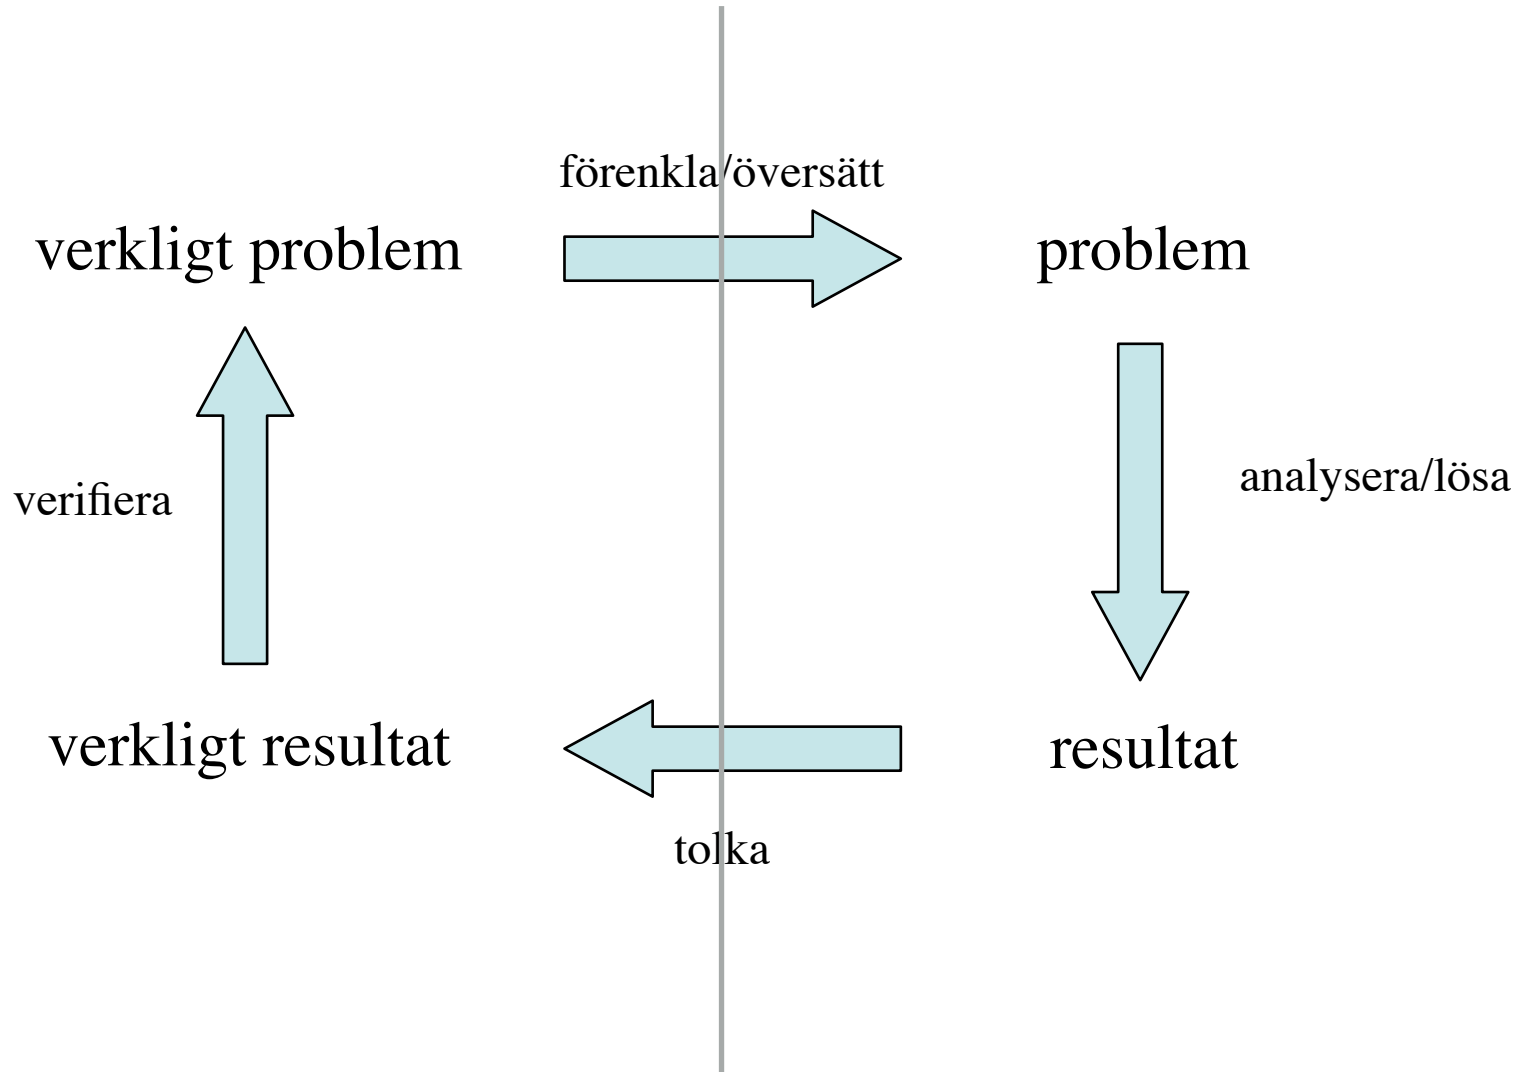 förenkla/översätt
verkligt problem
problem
analysera/lösa
verifiera
verkligt resultat
resultat
tolka